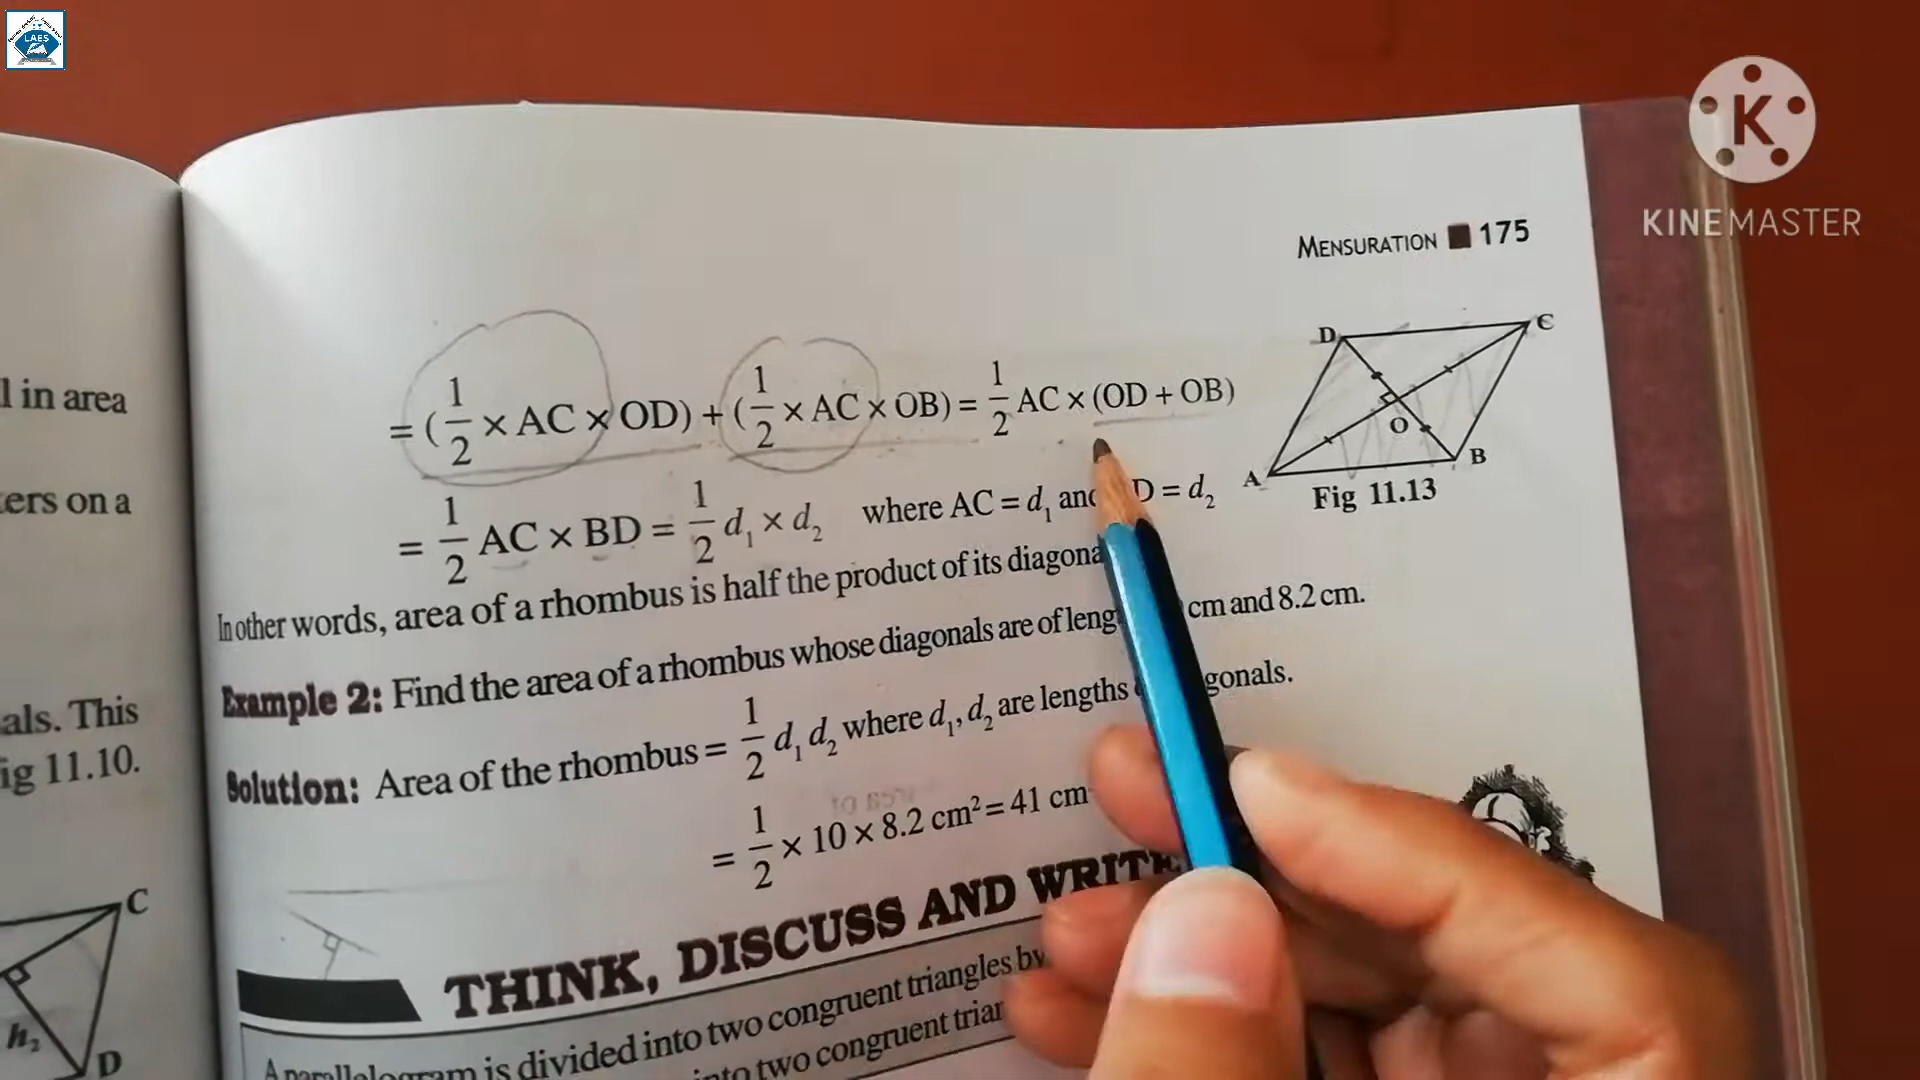 LAES
KINEMASTER
MENSURATION ■ 175
l in area
ers on a
als. This
ig 11.10.
C
h₂
D
= (1/2 × AC × OD) + (1/2 × AC × OB) = 1/2 AC × (OD + OB)
= 1/2 AC × BD = 1/2 d₁ × d₂ where AC = d₁ and D = d₂
D
C
O
A
B
Fig 11.13
In other words, area of a rhombus is half the product of its diagona
Example 2: Find the area of a rhombus whose diagonals are of leng cm and 8.2 cm.
Solution: Area of the rhombus = 1/2 d₁ d₂ where d₁, d₂ are lengths gonals.
= 1/2 × 10 × 8.2 cm² = 41 cm
THINK, DISCUSS AND WRITE
A parallelogram is divided into two congruent triangles by
into two congruent trian